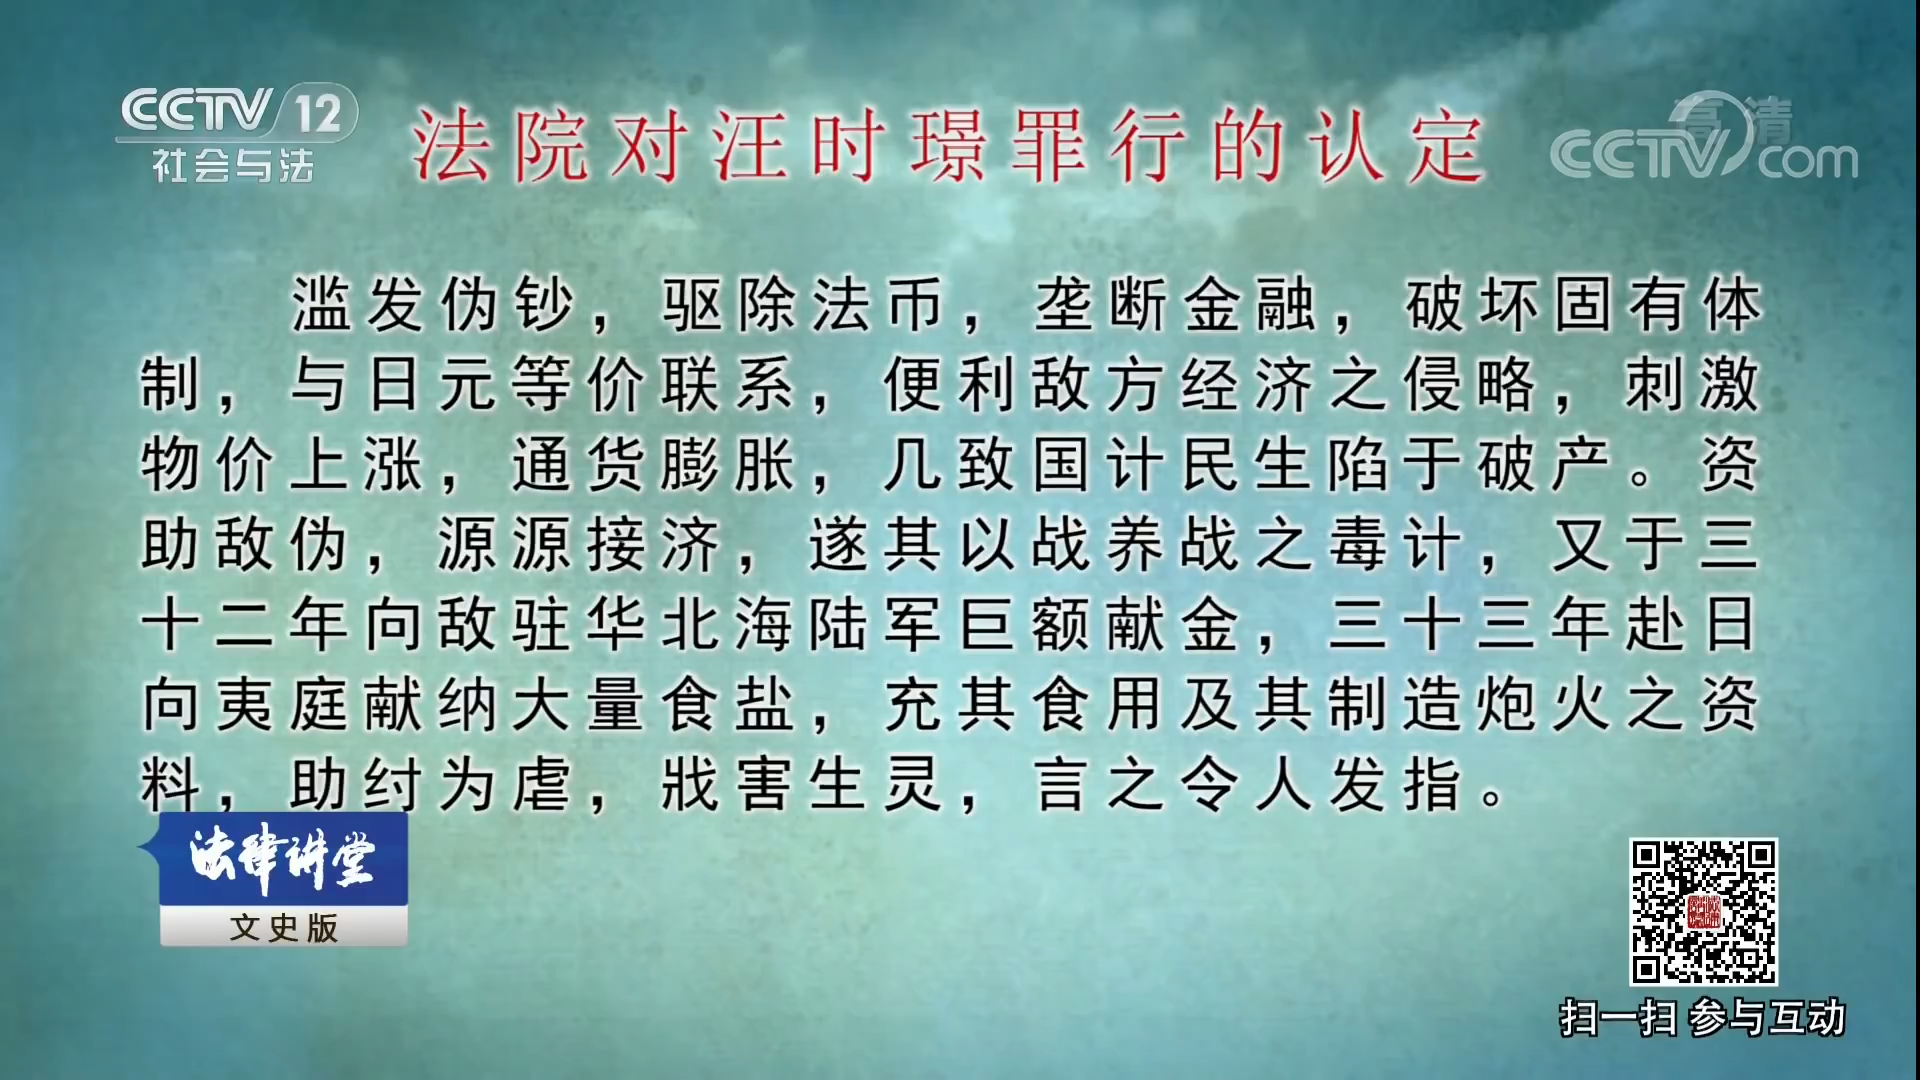 CCTV 12
社会与法
法院对汪时璟罪行的认定
高清
CCTV.com
滥发伪钞，驱除法币，垄断金融，破坏固有体
制，与日元等价联系，便利敌方经济之侵略，刺激
物价上涨，通货膨胀，几致国计民生陷于破产。资
助敌伪，源源接济，遂其以战养战之毒计，又于三
十二年向敌驻华北海陆军巨额献金，三十三年赴日
向夷庭献纳大量食盐，充其食用及其制造炮火之资
料，助纣为虐，戕害生灵，言之令人发指。
法律讲堂
文史版
扫一扫 参与互动